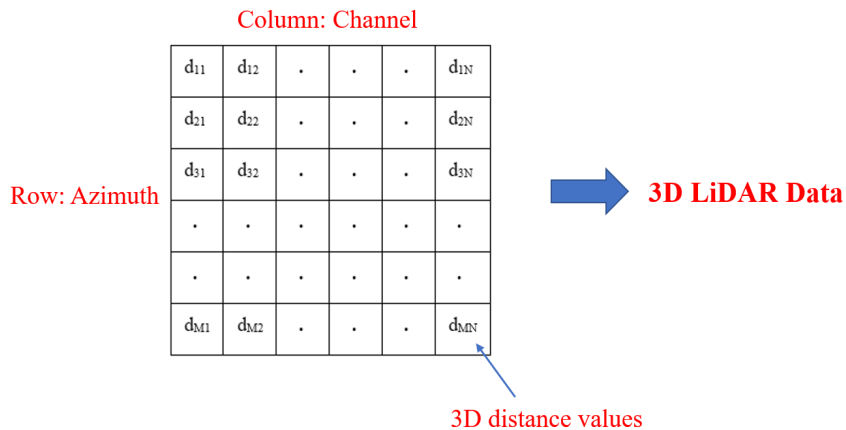 Column: Channel
d11 d12 . . . d1N
d21 d22 . . . d2N
d31 d32 . . . d3N
Row: Azimuth
3D LiDAR Data
. . . . . .
. . . . . .
dM1 dM2 . . . dMN
3D distance values